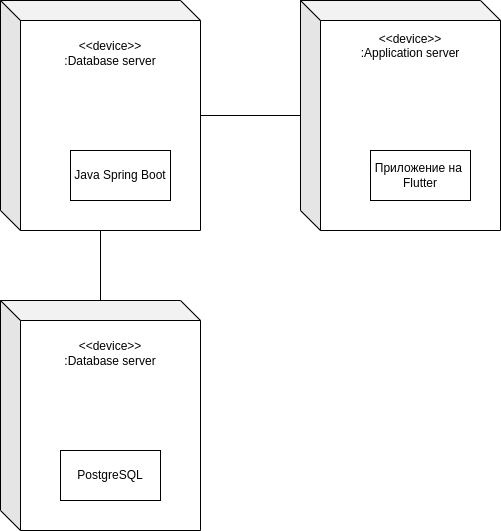 <<device>>
:Database server
Java Spring Boot
<<device>>
:Application server
Приложение на
Flutter
<<device>>
:Database server
PostgreSQL